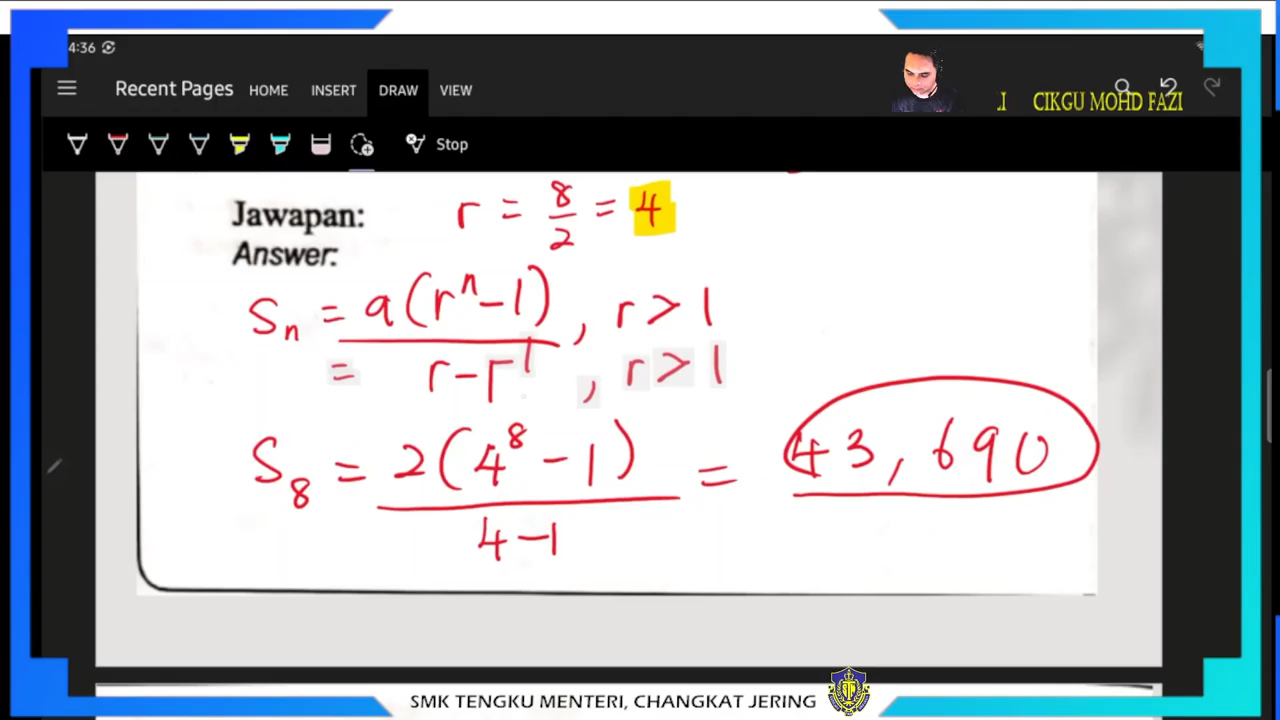 4:36
Recent Pages HOME INSERT DRAW VIEW
.I CIKGU MOHD FAZI
Stop
Jawapan: r = 8/2 = 4
Answer:
Sn = a(r^n - 1) / r - 1, r > 1
= r - r , r > 1
S8 = 2(4^8 - 1) / 4 - 1 = 43,690
SMK TENGKU MENTERI, CHANGKAT JERING